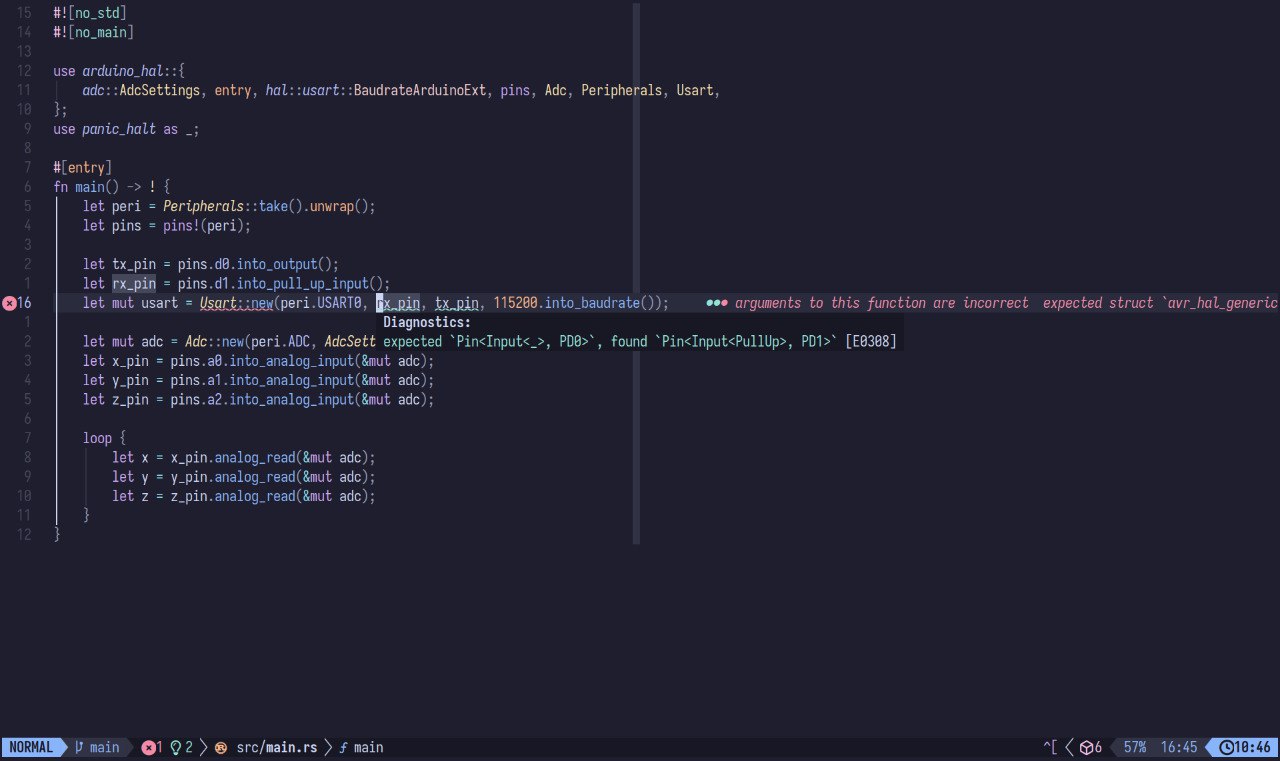 15 #![no_std]
14 #![no_main]
13
12 use arduino_hal::{
11     adc::AdcSettings, entry, hal::usart::BaudrateArduinoExt, pins, Adc, Peripherals, Usart,
10 };
9 use panic_halt as _;
8
7 #[entry]
6 fn main() -> ! {
5     let peri = Peripherals::take().unwrap();
4     let pins = pins!(peri);
3
2     let tx_pin = pins.d0.into_output();
1     let rx_pin = pins.d1.into_pull_up_input();
16     let mut usart = Usart::new(peri.USART0, rx_pin, tx_pin, 115200.into_baudrate()); arguments to this function are incorrect  expected struct `avr_hal_generic
1 Diagnostics:
2     let mut adc = Adc::new(peri.ADC, AdcSett expected `Pin<Input<_>, PD0>`, found `Pin<Input<PullUp>, PD1>` [E0308]
3     let x_pin = pins.a0.into_analog_input(&mut adc);
4     let y_pin = pins.a1.into_analog_input(&mut adc);
5     let z_pin = pins.a2.into_analog_input(&mut adc);
6
7     loop {
8         let x = x_pin.analog_read(&mut adc);
9         let y = y_pin.analog_read(&mut adc);
10         let z = z_pin.analog_read(&mut adc);
11     }
12 }
NORMAL main 1 2 src/main.rs main ^[ 6 57% 16:45 10:46